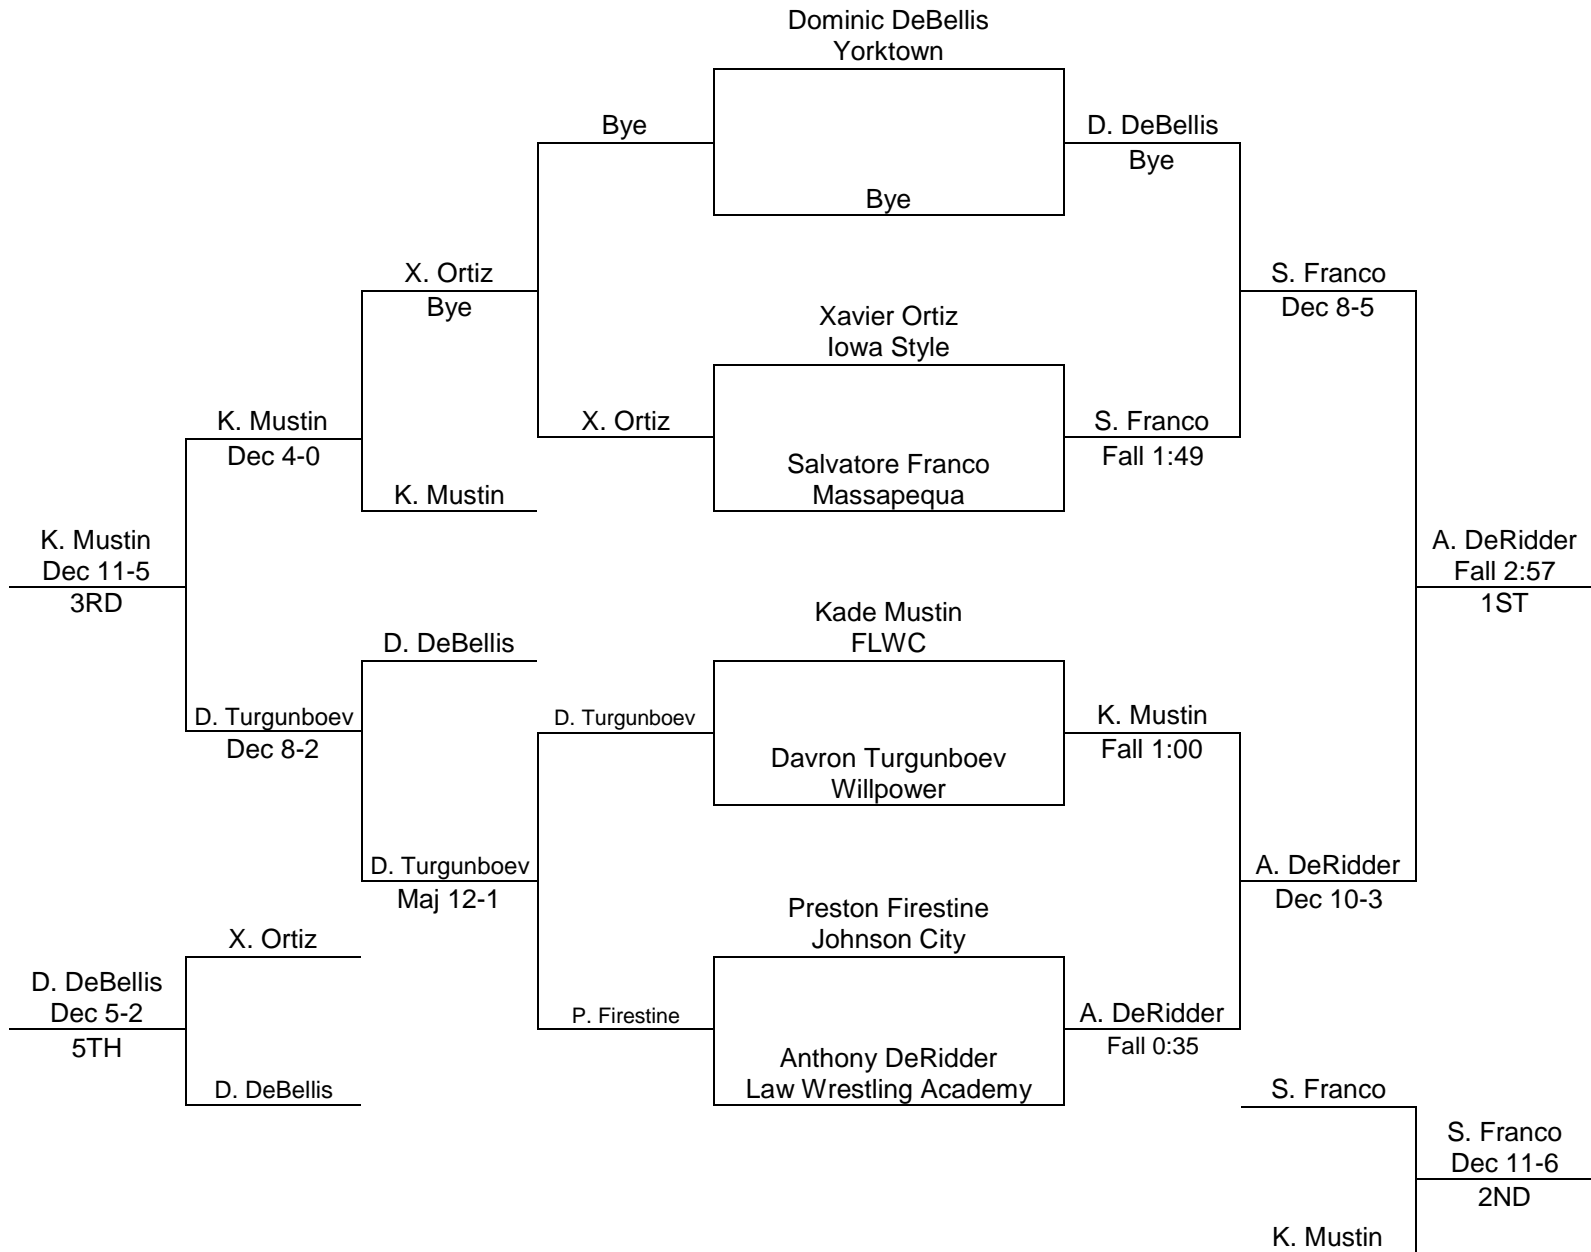 Dominic DeBellis
Yorktown
Bye
D. DeBellis
Bye
Bye
X. Ortiz
Bye
S. Franco
Dec 8-5
Xavier Ortiz
Iowa Style
K. Mustin
Dec 4-0
X. Ortiz
S. Franco
Fall 1:49
Salvatore Franco
Massapequa
K. Mustin
K. Mustin
Dec 11-5
3RD
A. DeRidder
Fall 2:57
1ST
Kade Mustin
FLWC
D. DeBellis
D. Turgunboev
Dec 8-2
D. Turgunboev
K. Mustin
Fall 1:00
Davron Turgunboev
Willpower
D. Turgunboev
Maj 12-1
A. DeRidder
Dec 10-3
Preston Firestine
Johnson City
X. Ortiz
D. DeBellis
Dec 5-2
5TH
P. Firestine
A. DeRidder
Fall 0:35
Anthony DeRidder
Law Wrestling Academy
D. DeBellis
S. Franco
S. Franco
Dec 11-6
2ND
K. Mustin